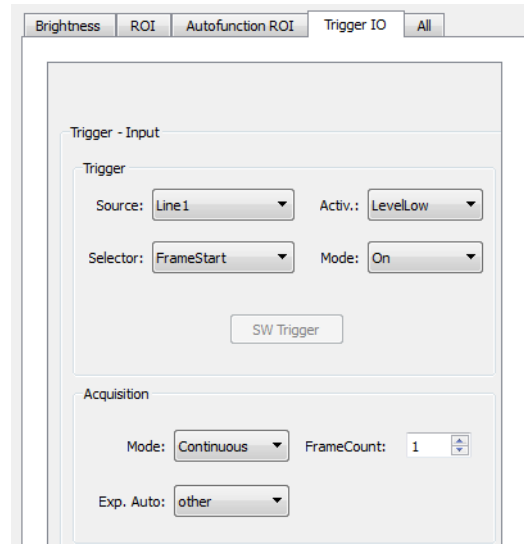 Brightness ROI Autofunction ROI Trigger IO All
Trigger - Input
Trigger
Source: Line1 Activ.: LevelLow
Selector: FrameStart Mode: On
SW Trigger
Acquisition
Mode: Continuous FrameCount: 1
Exp. Auto: other